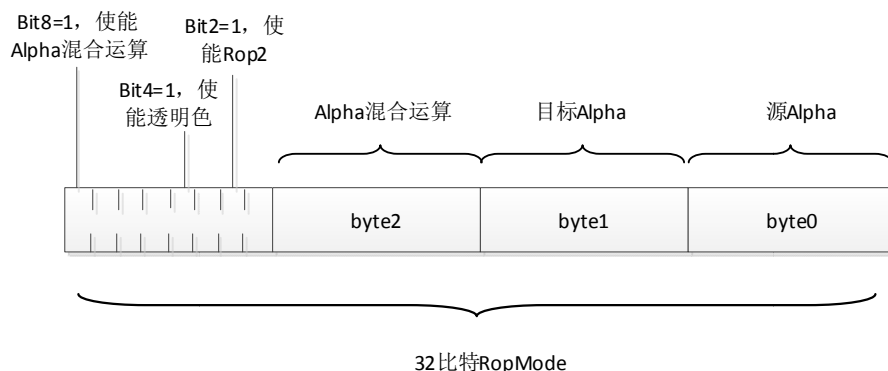 Bit8=1，使能
Alpha混合运算
Bit2=1，使
能Rop2
Bit4=1，使
能透明色
Alpha混合运算
目标Alpha
源Alpha
byte2
byte1
byte0
32比特RopMode